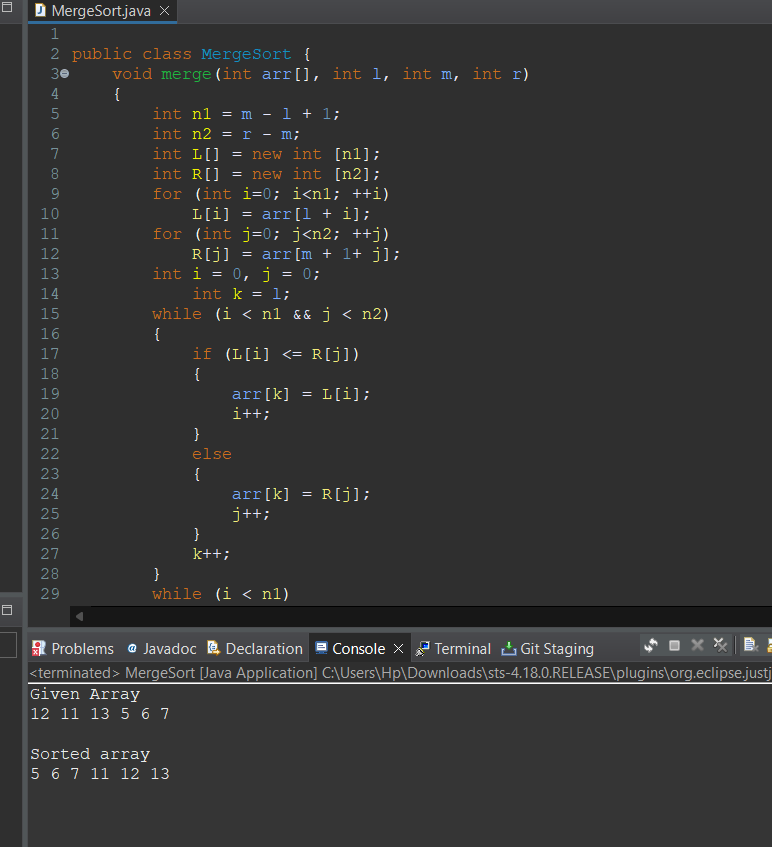 MergeSort.java
1
2 public class MergeSort {
3 void merge(int arr[], int l, int m, int r)
4 {
5 int n1 = m - l + 1;
6 int n2 = r - m;
7 int L[] = new int [n1];
8 int R[] = new int [n2];
9 for (int i=0; i<n1; ++i)
10 L[i] = arr[l + i];
11 for (int j=0; j<n2; ++j)
12 R[j] = arr[m + 1+ j];
13 int i = 0, j = 0;
14 int k = l;
15 while (i < n1 && j < n2)
16 {
17 if (L[i] <= R[j])
18 {
19 arr[k] = L[i];
20 i++;
21 }
22 else
23 {
24 arr[k] = R[j];
25 j++;
26 }
27 k++;
28 }
29 while (i < n1)
Problems @ Javadoc Declaration Console Terminal Git Staging
<terminated> MergeSort [Java Application] C:\Users\Hp\Downloads\sts-4.18.0.RELEASE\plugins\org.eclipse.justj
Given Array
12 11 13 5 6 7
Sorted array
5 6 7 11 12 13